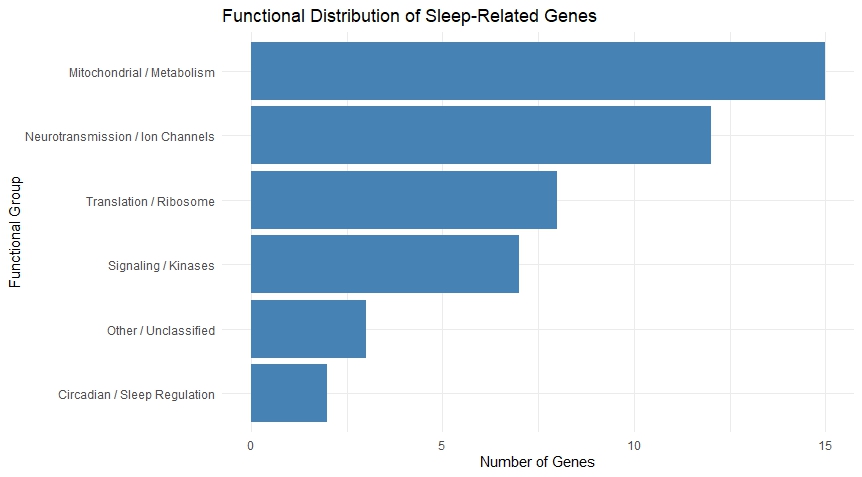 Functional Distribution of Sleep-Related Genes
Functional Group
Mitochondrial / Metabolism
Neurotransmission / Ion Channels
Translation / Ribosome
Signaling / Kinases
Other / Unclassified
Circadian / Sleep Regulation
0 5 10 15
Number of Genes